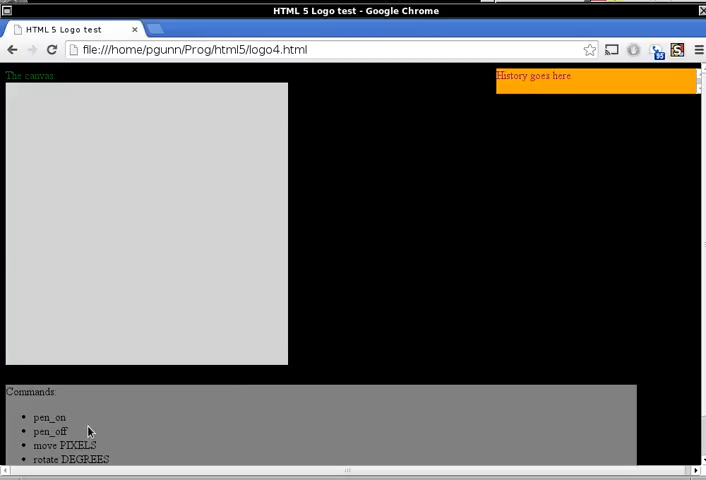 HTML 5 Logo test - Google Chrome
HTML 5 Logo test
file:///home/pgunn/Prog/html5/logo4.html
The canvas
History goes here
Commands:
pen_on
pen_off
move PIXELS
rotate DEGREES